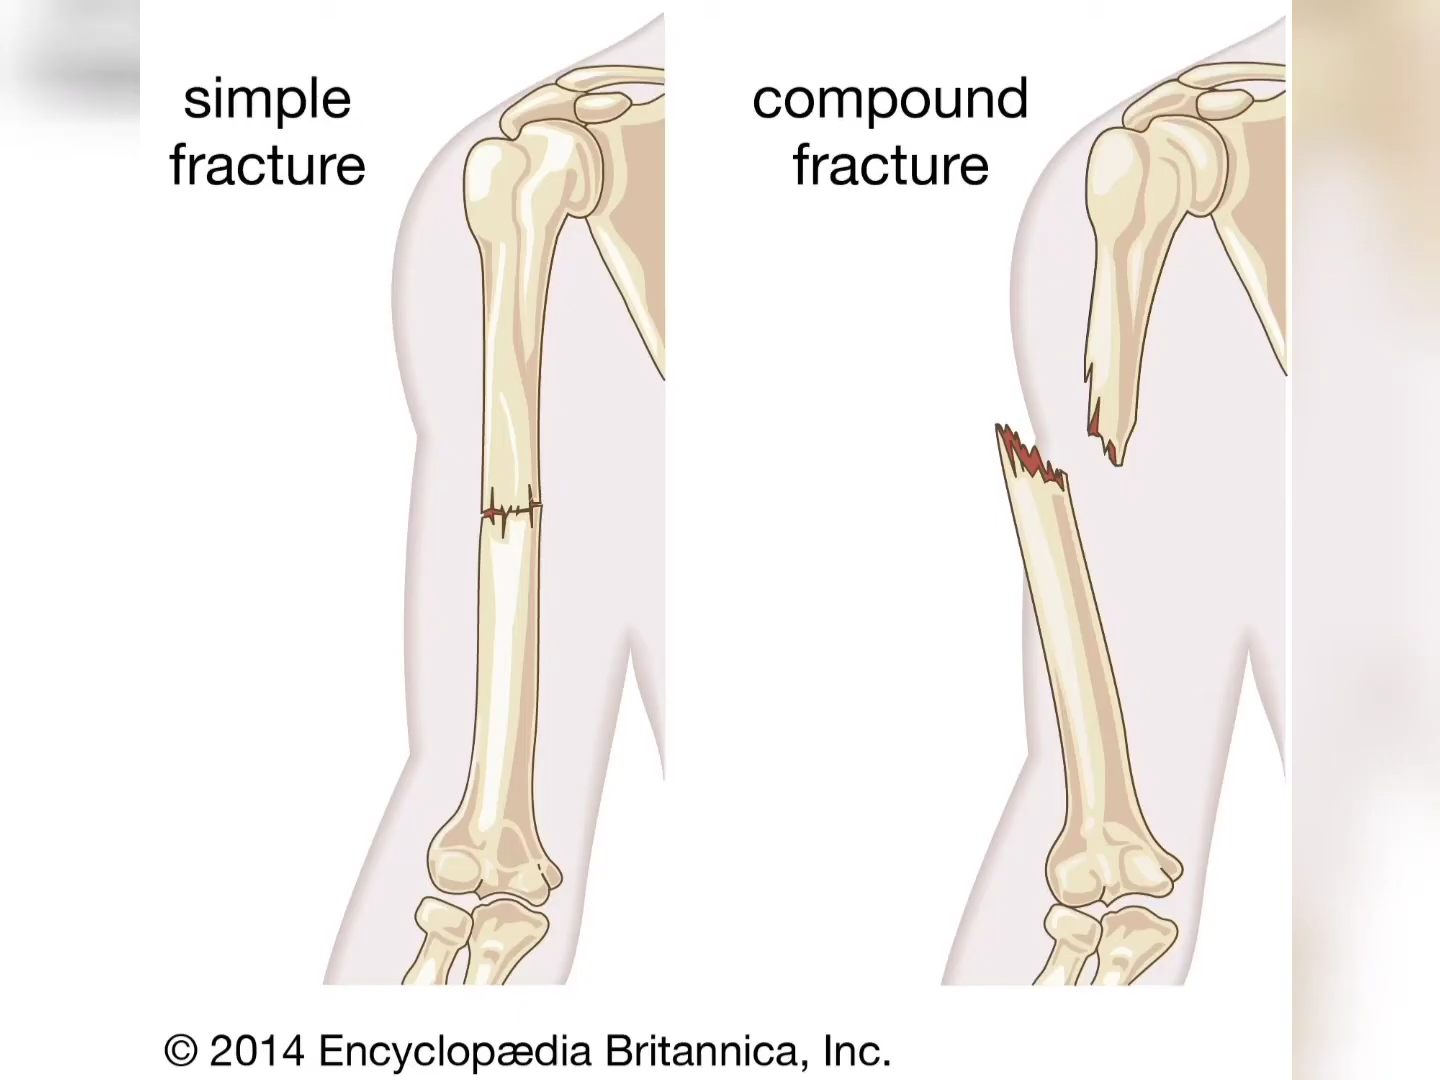 simple
fracture
compound
fracture
© 2014 Encyclopædia Britannica, Inc.